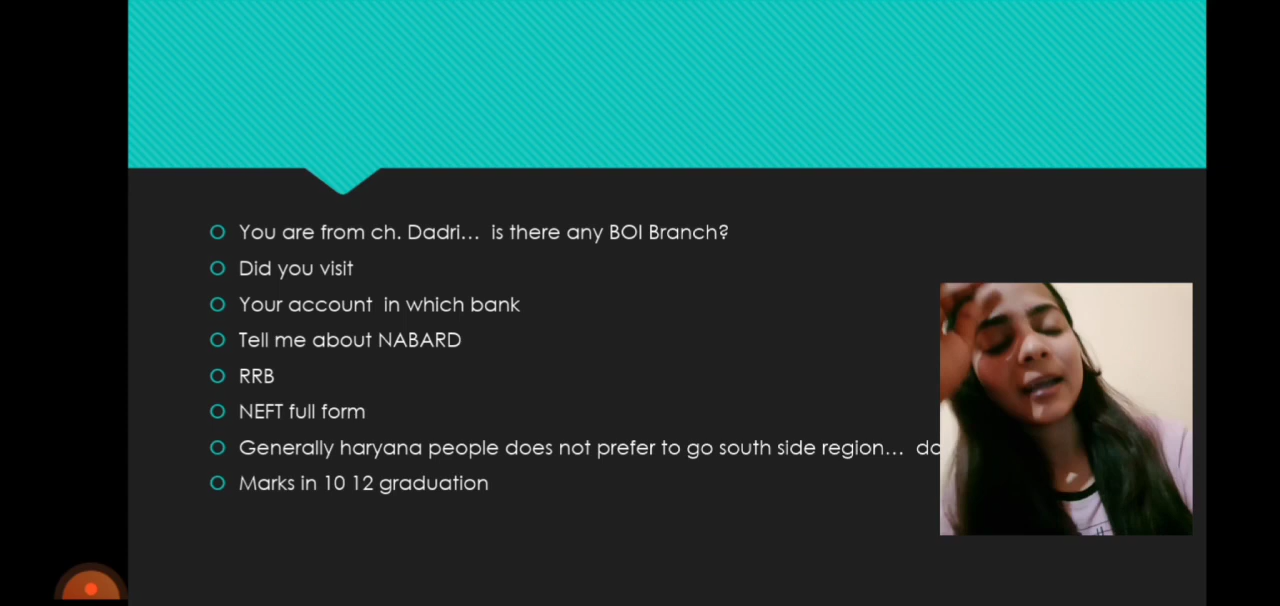 You are from ch. Dadri... is there any BOI Branch?
Did you visit
Your account in which bank
Tell me about NABARD
RRB
NEFT full form
Generally haryana people does not prefer to go south side region...
Marks in 10 12 graduation